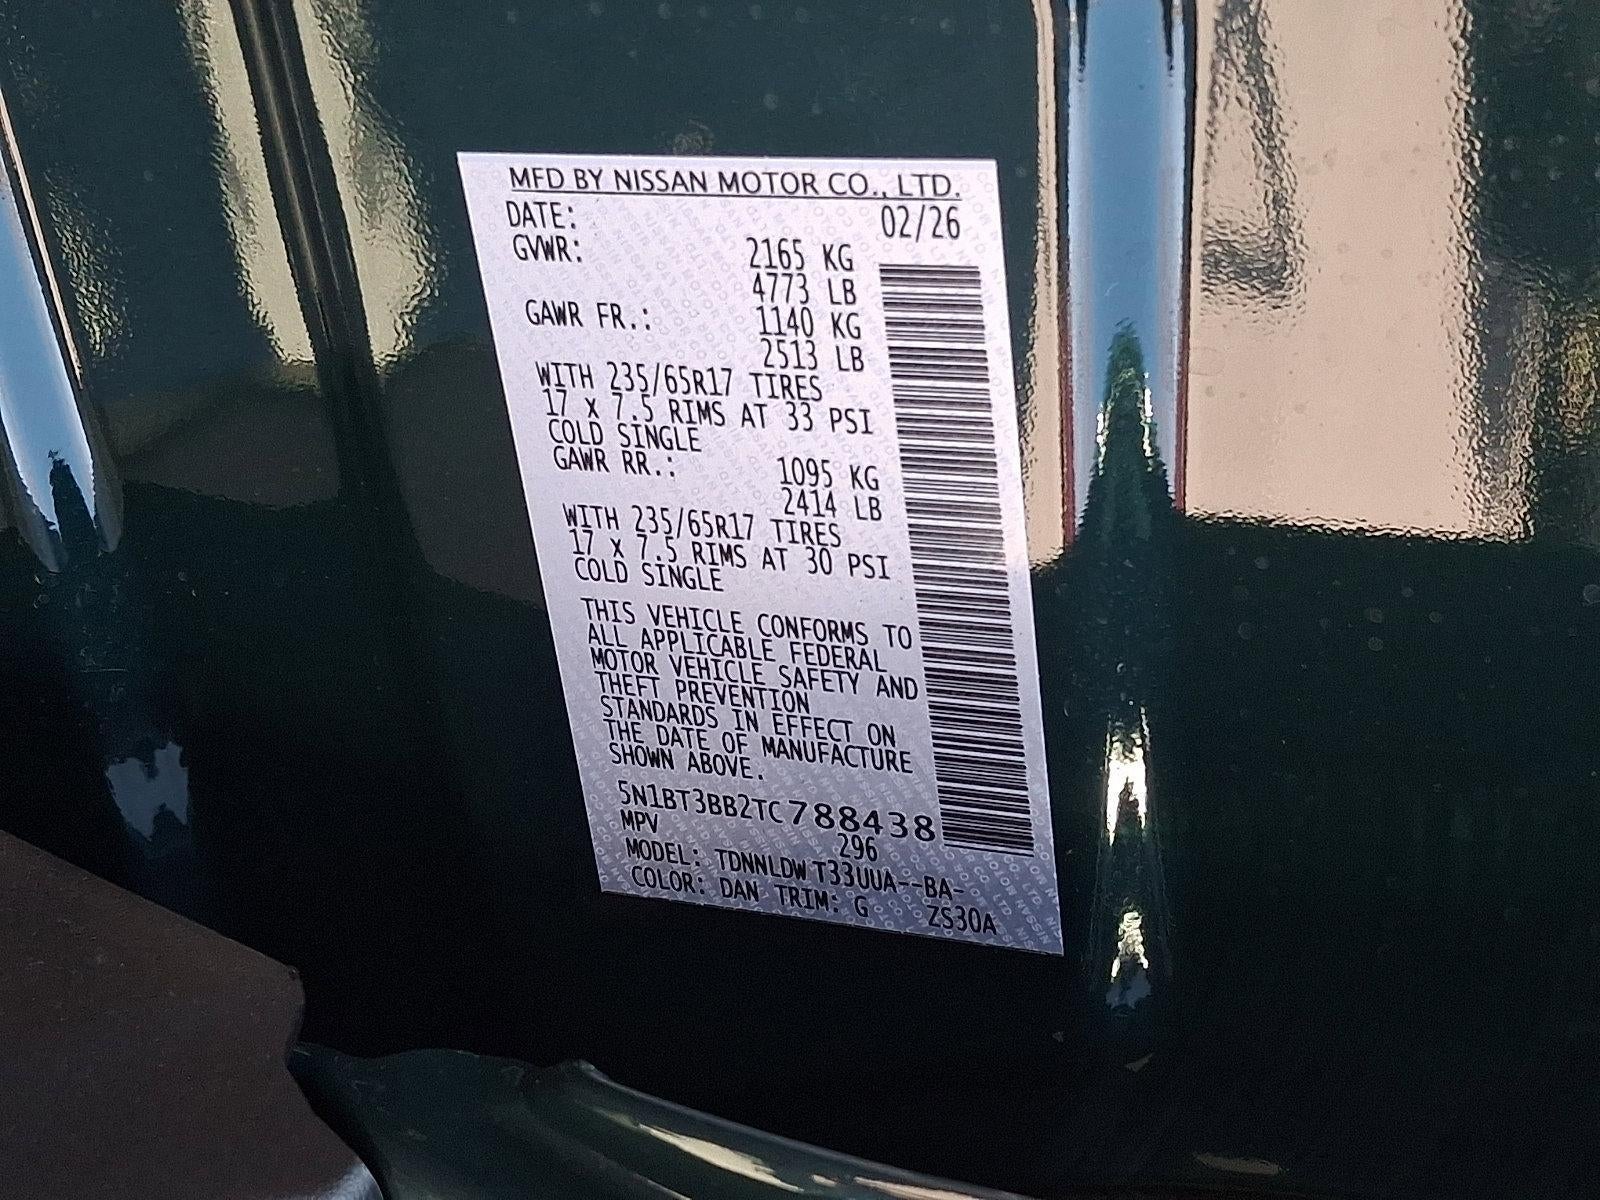 MFD BY NISSAN MOTOR CO., LTD.
DATE: 02/26
GVWR: 2165 KG
4773 LB
GAWR FR.: 1140 KG
2513 LB
WITH 235/65R17 TIRES
17 X 7.5 RIMS AT 33 PSI
COLD SINGLE
GAWR RR.: 1095 KG
2414 LB
WITH 235/65R17 TIRES
17 X 7.5 RIMS AT 30 PSI
COLD SINGLE
THIS VEHICLE CONFORMS TO
ALL APPLICABLE FEDERAL
MOTOR VEHICLE SAFETY AND
THEFT PREVENTION
STANDARDS IN EFFECT ON
THE DATE OF MANUFACTURE
SHOWN ABOVE.
5N1BT3BB2TC788438
MPV 296
MODEL: TDNNLDW T33UUA--BA-
COLOR: DAN TRIM: G ZS30A